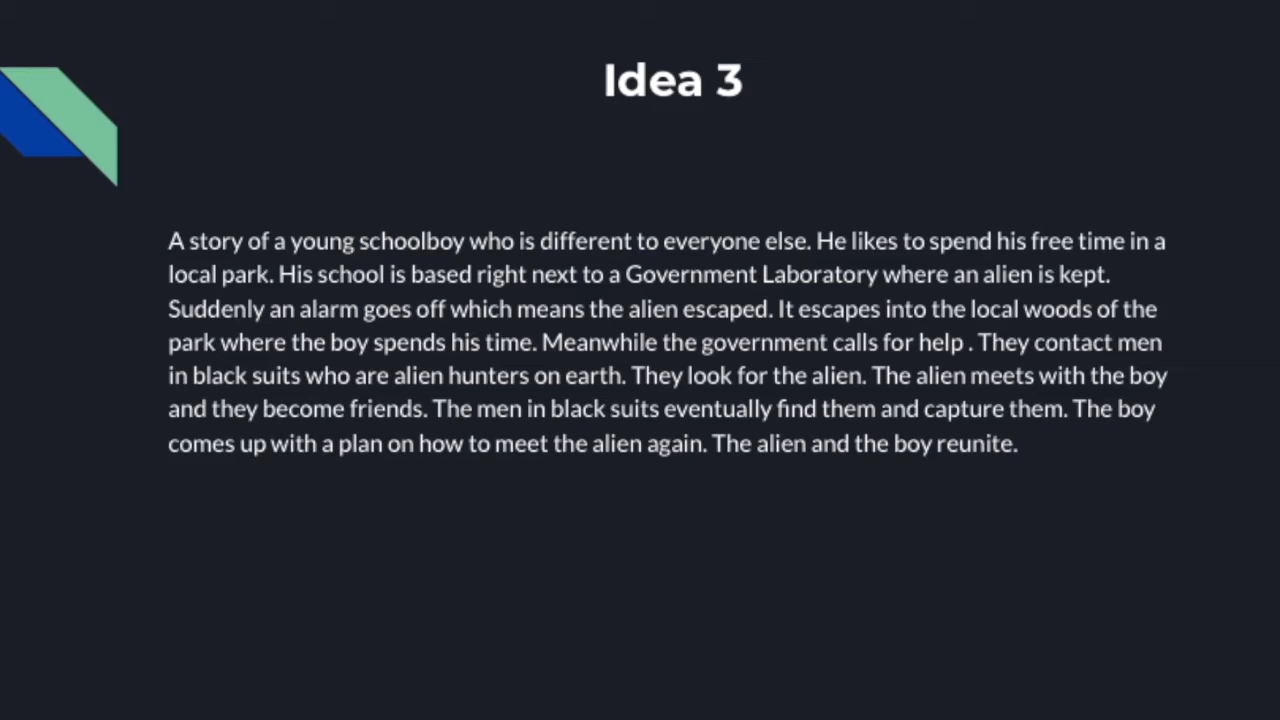 Idea 3
A story of a young schoolboy who is different to everyone else. He likes to spend his free time in a
local park. His school is based right next to a Government Laboratory where an alien is kept.
Suddenly an alarm goes off which means the alien escaped. It escapes into the local woods of the
park where the boy spends his time. Meanwhile the government calls for help . They contact men
in black suits who are alien hunters on earth. They look for the alien. The alien meets with the boy
and they become friends. The men in black suits eventually find them and capture them. The boy
comes up with a plan on how to meet the alien again. The alien and the boy reunite.